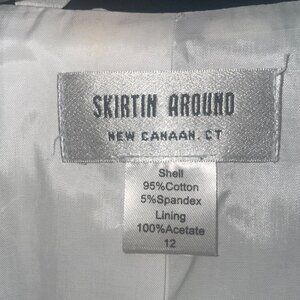 SKIRTIN AROUND
NEW CANAAN, CT
Shell
95%Cotton
5%Spandex
Lining
100%Acetate
12